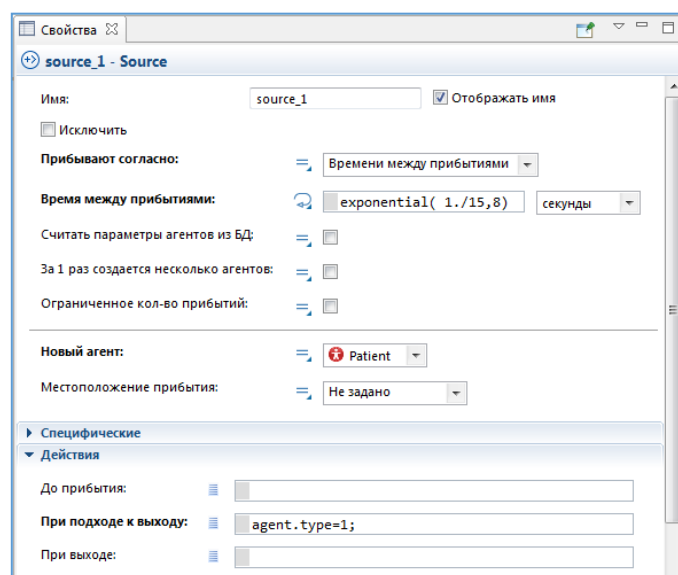 Свойства
source_1 - Source
Имя: source_1 Отображать имя
Исключить
Прибывают согласно: Времени между прибытиями
Время между прибытиями: exponential( 1./15,8) секунды
Считать параметры агентов из БД:
За 1 раз создается несколько агентов:
Ограниченное кол-во прибытий:
Новый агент: Patient
Местоположение прибытия: Не задано
Специфические
Действия
До прибытия:
При подходе к выходу: agent.type=1;
При выходе: